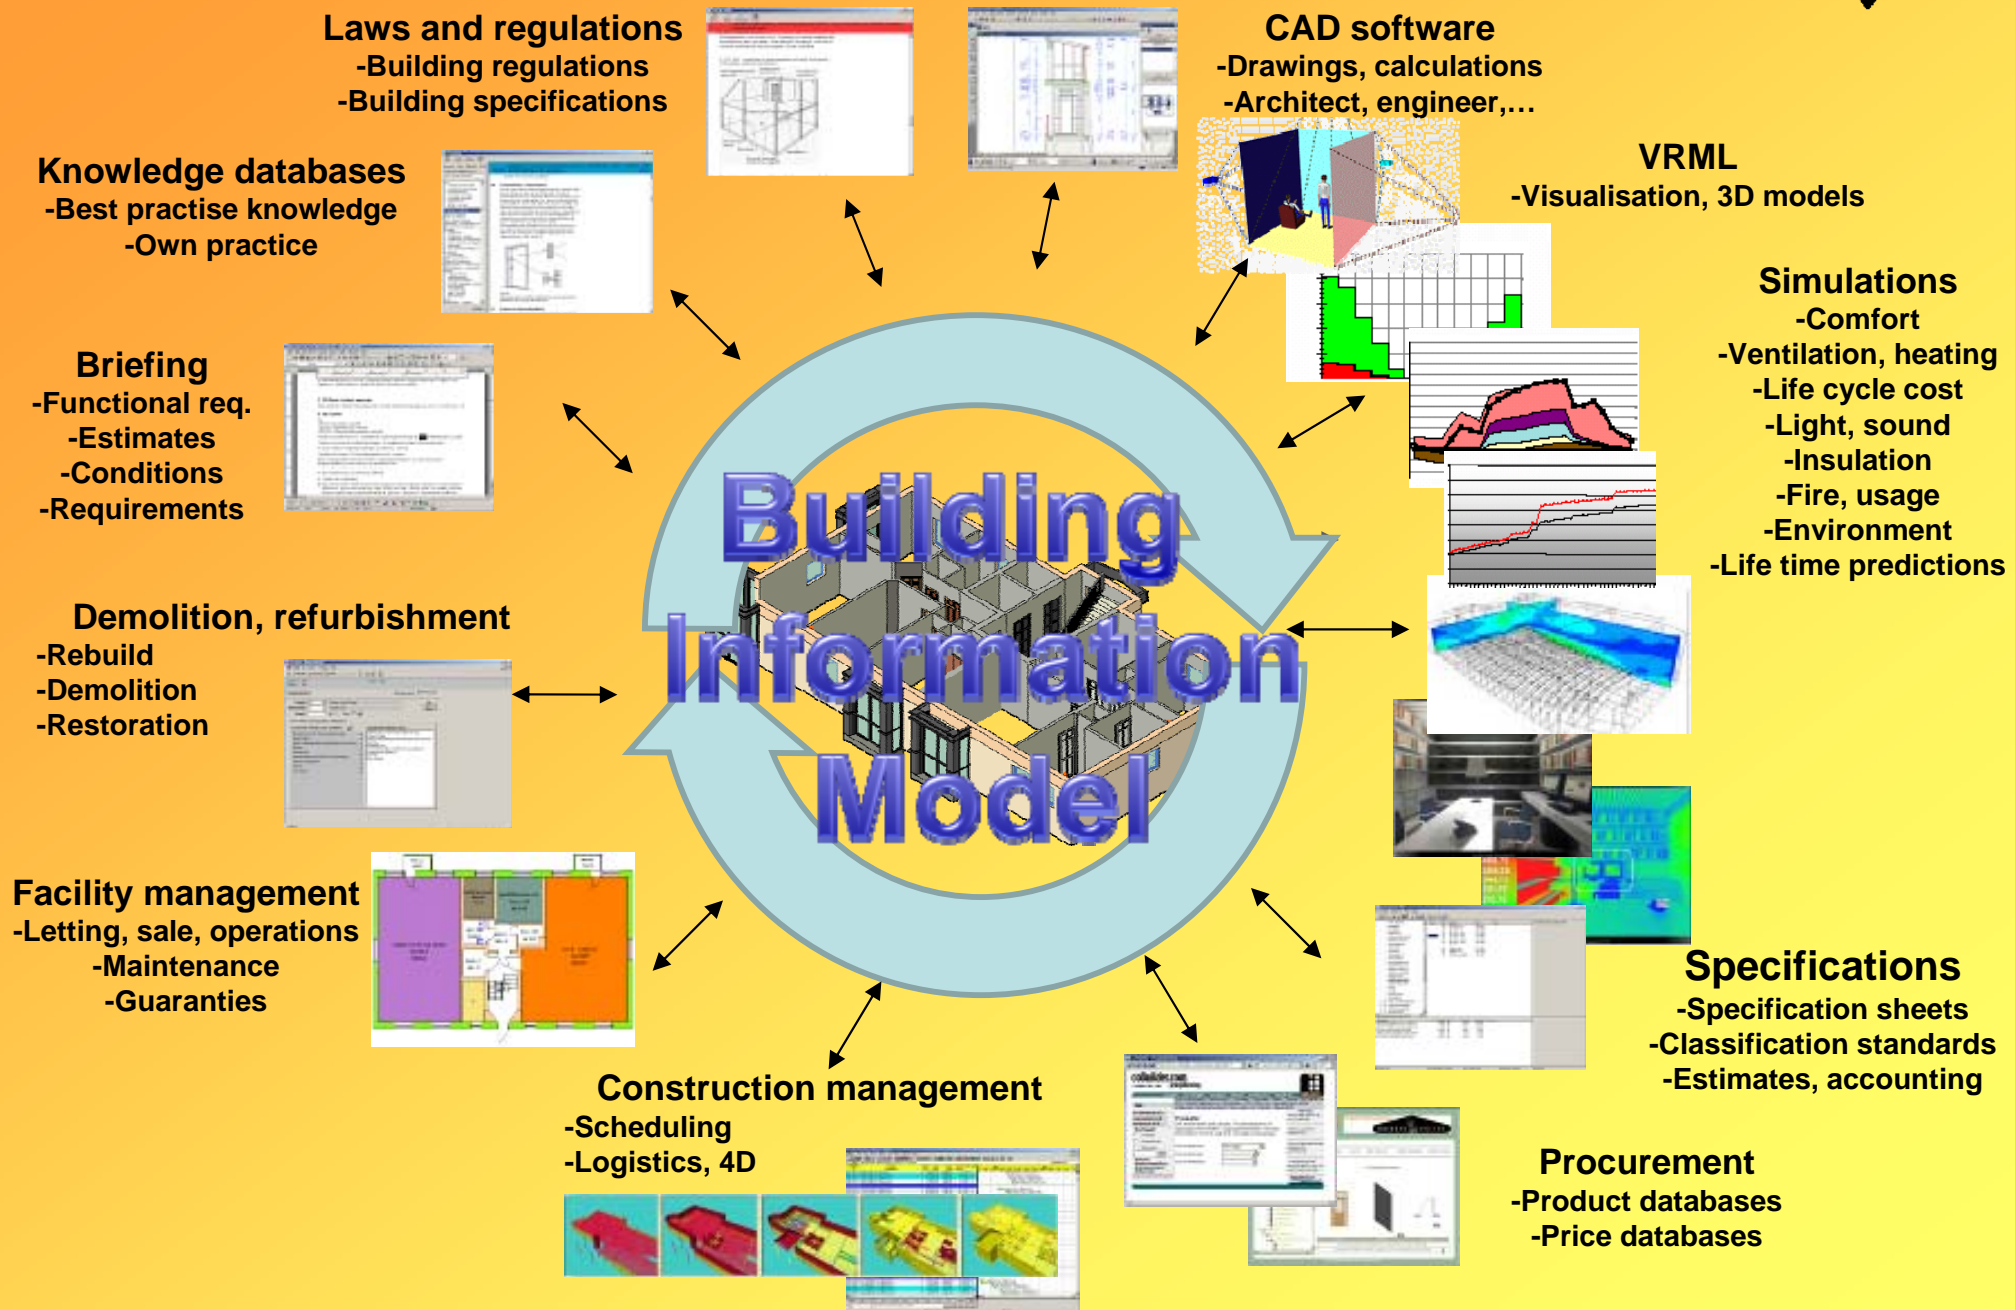 Laws and regulations
-Building regulations
-Building specifications
CAD software
-Drawings, calculations
-Architect, engineer,…
VRML
-Visualisation, 3D models
Knowledge databases
-Best practise knowledge
-Own practice
Simulations
-Comfort
-Ventilation, heating
-Life cycle cost
-Light, sound
-Insulation
-Fire, usage
-Environment
-Life time predictions
Briefing
-Functional req.
-Estimates
-Conditions
-Requirements
Building
Information
Model
Demolition, refurbishment
-Rebuild
-Demolition
-Restoration
Facility management
-Letting, sale, operations
-Maintenance
-Guaranties
Specifications
-Specification sheets
-Classification standards
-Estimates, accounting
Construction management
-Scheduling
-Logistics, 4D
Procurement
-Product databases
-Price databases